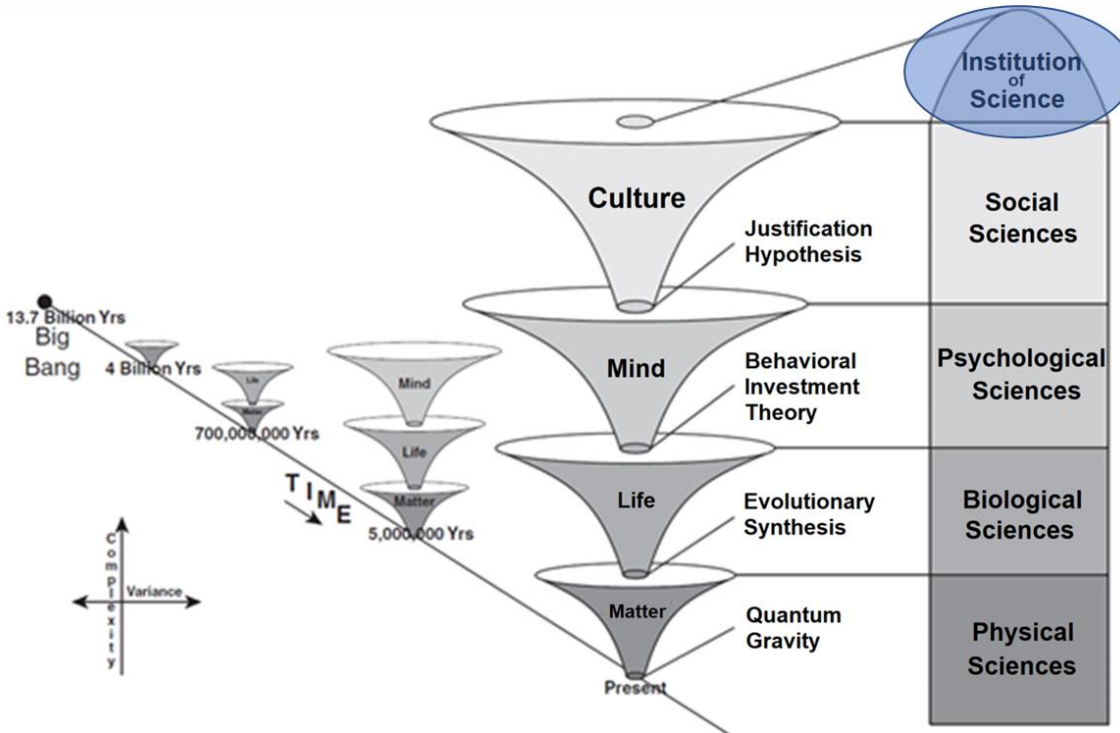 Institution
of
Science
Culture
Social
Sciences
Justification
Hypothesis
13.7 Billion Yrs
Big
Bang
4 Billion Yrs
Life
Matter
700,000,000 Yrs
Mind
Life
Matter
5,000,000 Yrs
TIME
Mind
Behavioral
Investment
Theory
Psychological
Sciences
Life
Evolutionary
Synthesis
Biological
Sciences
Complexity
Variance
Matter
Quantum
Gravity
Physical
Sciences
Present